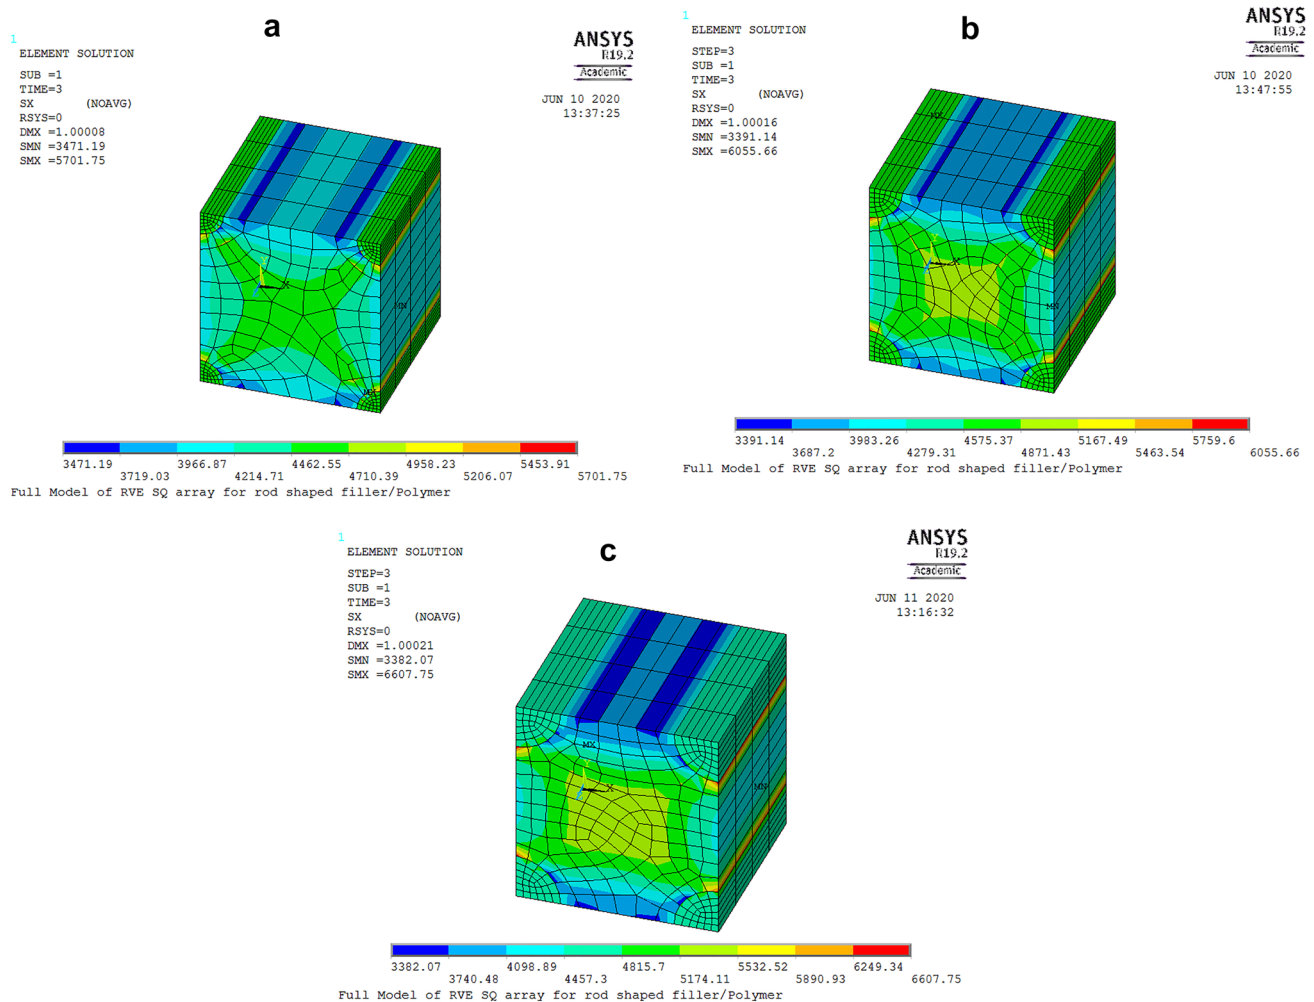 a
1
ELEMENT SOLUTION
SUB =1
TIME=3
SX (NOAVG)
RSYS=0
DMX =1.00008
SMN =3471.19
SMX =5701.75
ANSYS
R19.2
Academic
JUN 10 2020
13:37:25
Y
X
MN
MX
3471.19 3966.87 4462.55 4958.23 5453.91
3719.03 4214.71 4710.39 5206.07 5701.75
Full Model of RVE SQ array for rod shaped filler/Polymer
b
1
ELEMENT SOLUTION
STEP=3
SUB =1
TIME=3
SX (NOAVG)
RSYS=0
DMX =1.00016
SMN =3391.14
SMX =6055.66
ANSYS
R19.2
Academic
JUN 10 2020
13:47:55
MX
Y
X
MN
3391.14 3983.26 4575.37 5167.49 5759.6
3687.2 4279.31 4871.43 5463.54 6055.66
Full Model of RVE SQ array for rod shaped filler/Polymer
c
1
ELEMENT SOLUTION
STEP=3
SUB =1
TIME=3
SX (NOAVG)
RSYS=0
DMX =1.00021
SMN =3382.07
SMX =6607.75
ANSYS
R19.2
Academic
JUN 11 2020
13:16:32
MX
Y
X
MN
3382.07 4098.89 4815.7 5532.52 6249.34
3740.48 4457.3 5174.11 5890.93 6607.75
Full Model of RVE SQ array for rod shaped filler/Polymer